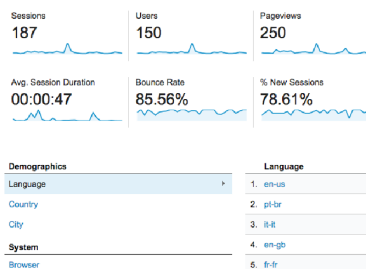 Sessions Users Pageviews
187 150 250
Avg. Session Duration Bounce Rate % New Sessions
00:00:47 85.56% 78.61%
Demographics Language
Language 1. en-us
Country 2. pt-br
City 3. it-it
System 4. en-gb
Browser 5. fr-fr